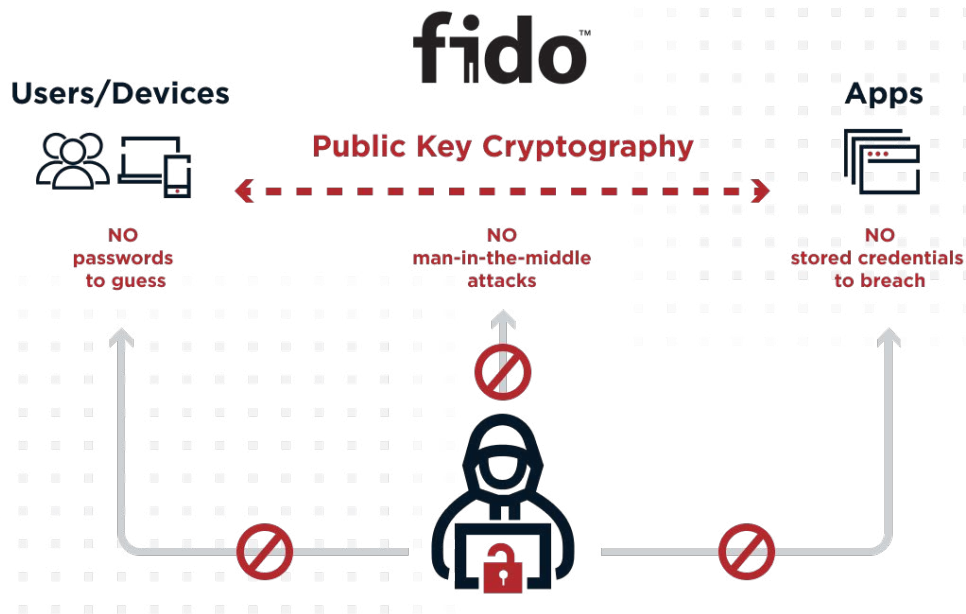 fido™
Users/Devices
Apps
Public Key Cryptography
NO
passwords
to guess
NO
man-in-the-middle
attacks
NO
stored credentials
to breach